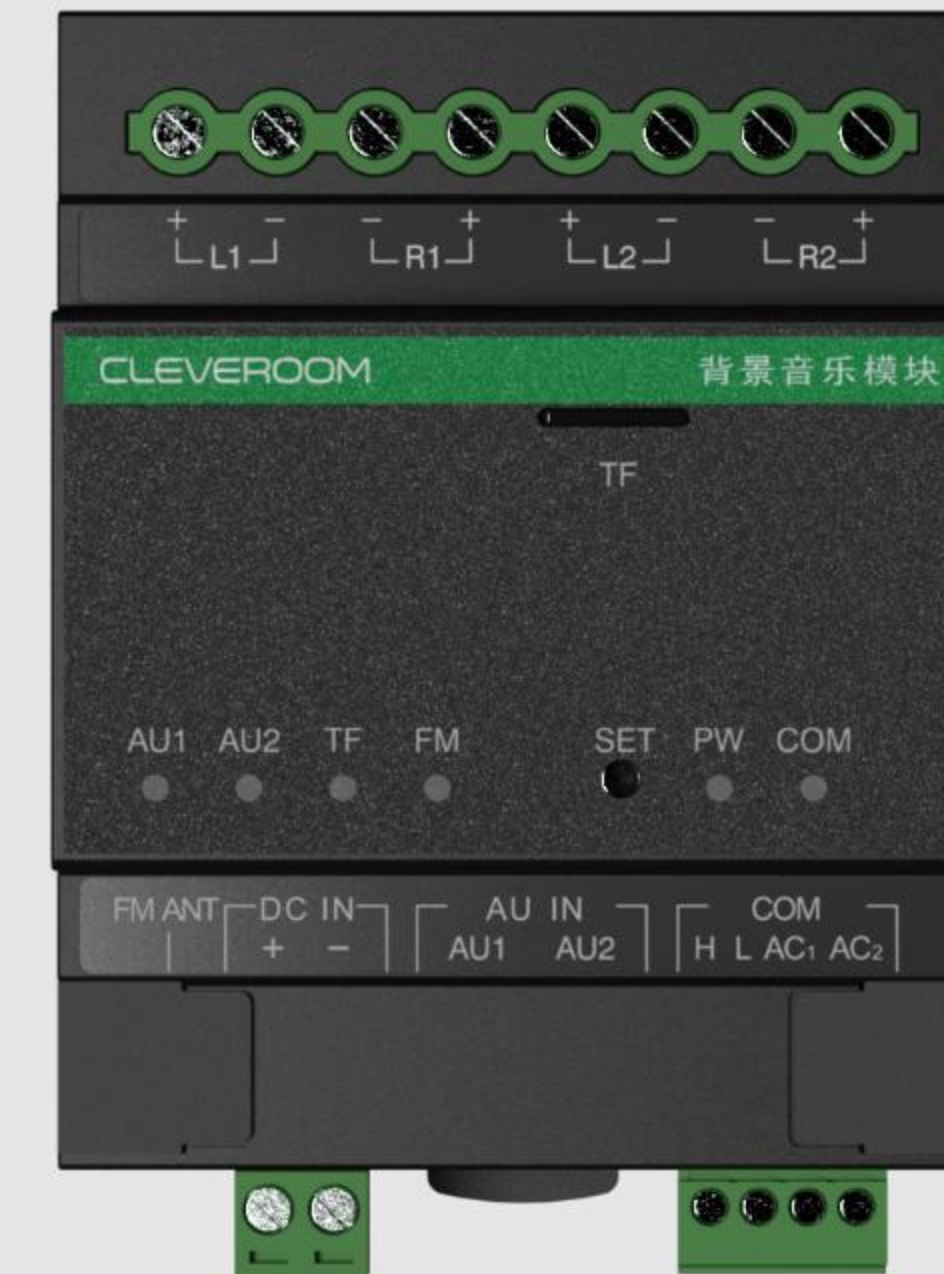 + − − + + − − +
L1 R1 L2 R2
CLEVEROOM 背景音乐模块
TF
AU1 AU2 TF FM SET PW COM
FM ANT DC IN AU IN COM
+ − AU1 AU2 H L AC1 AC2